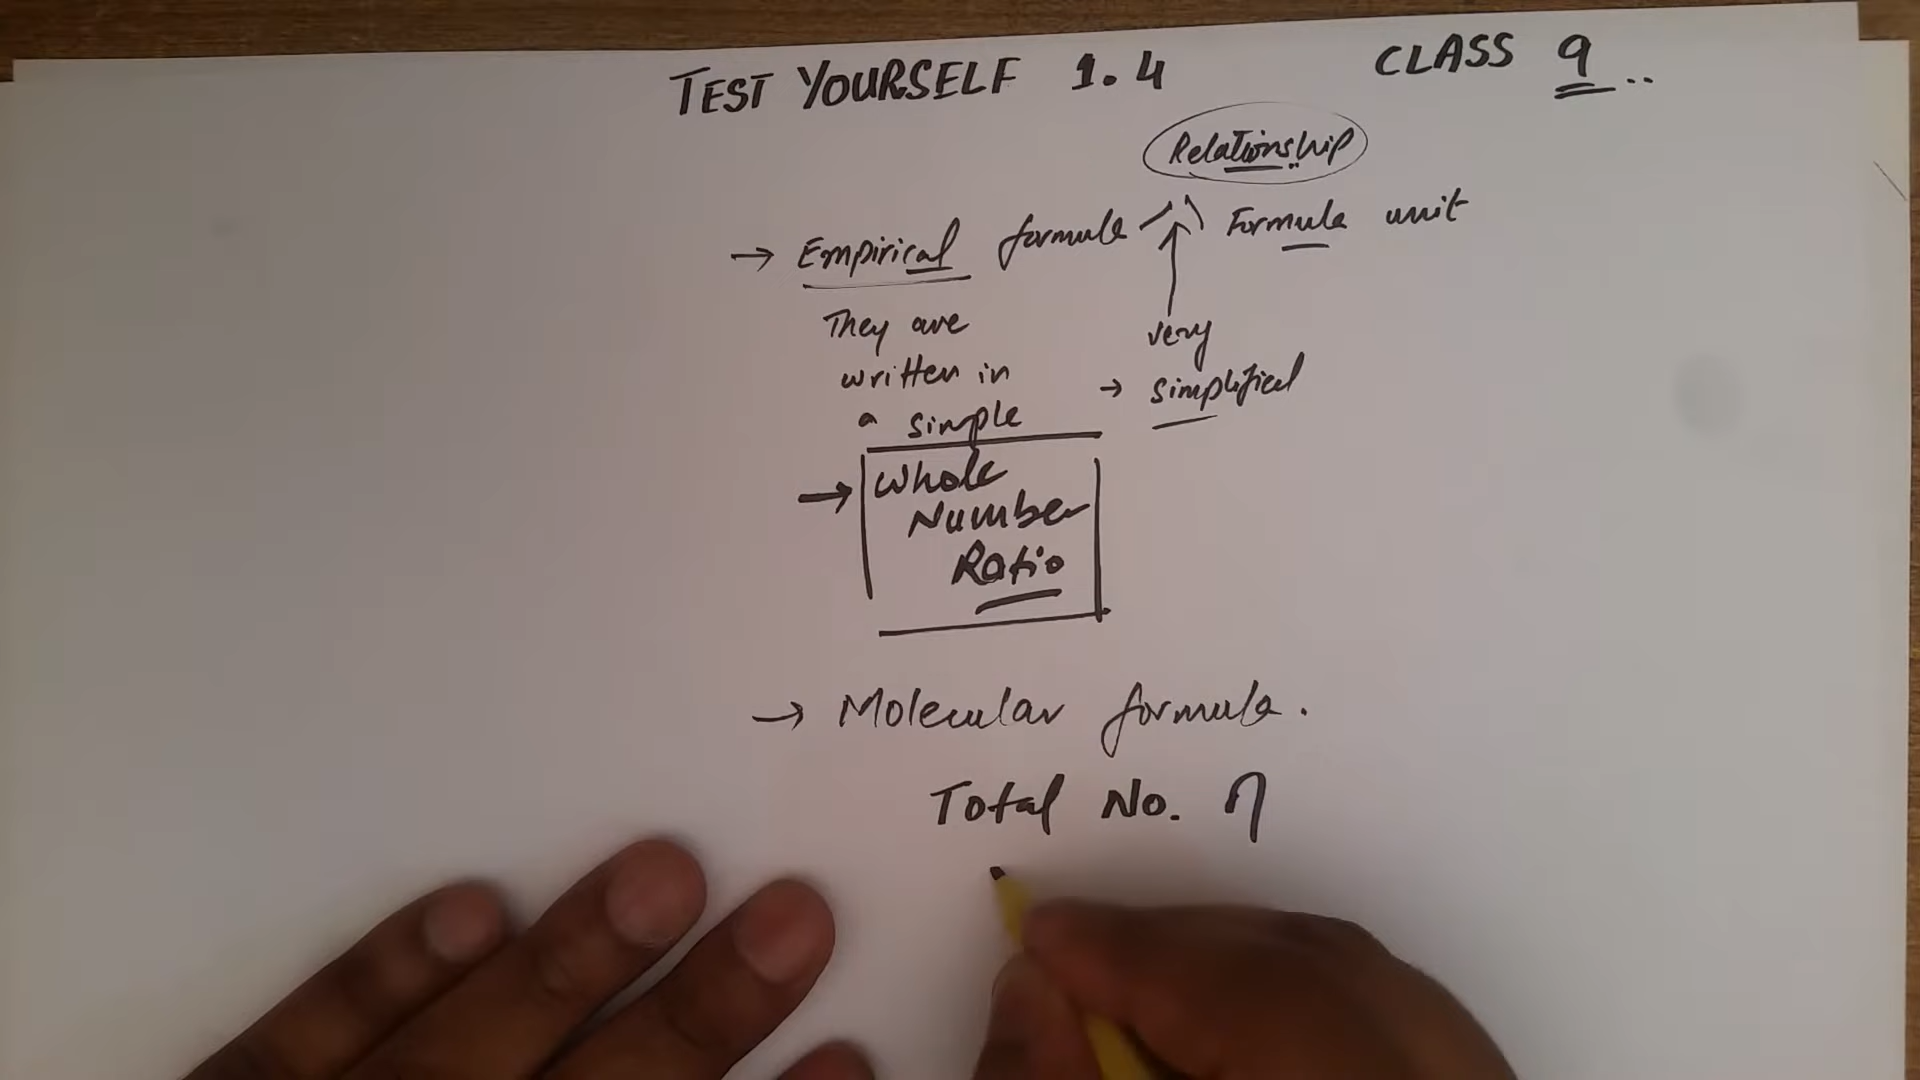 TEST YOURSELF 1.4 CLASS 9 ..
Relationship
→ Empirical formula Formula unit
They are
written in
a simple
very
→ simplified
→ Whole
Number
Ratio
→ Molecular formula.
Total No. of